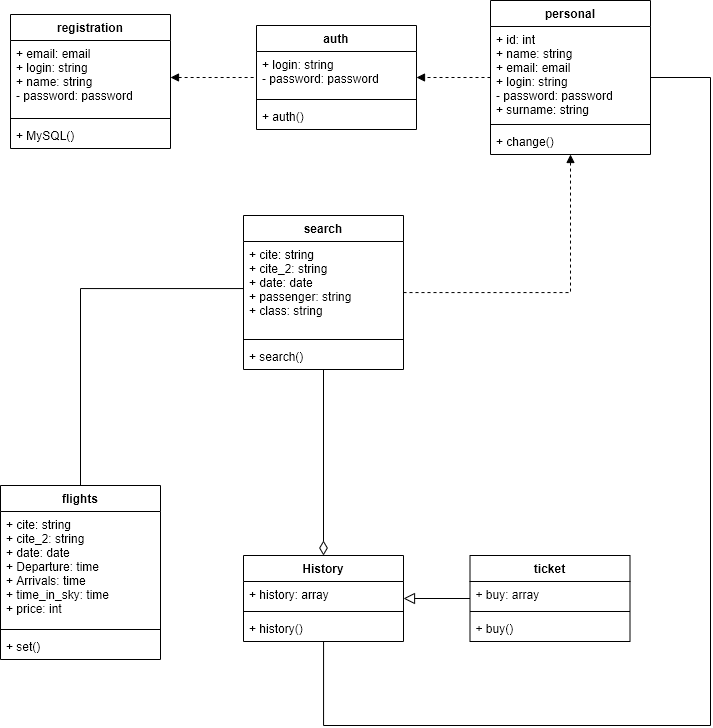 registration
+ email: email
+ login: string
+ name: string
- password: password
+ MySQL()
auth
+ login: string
- password: password
+ auth()
personal
+ id: int
+ name: string
+ email: email
+ login: string
- password: password
+ surname: string
+ change()
search
+ cite: string
+ cite_2: string
+ date: date
+ passenger: string
+ class: string
+ search()
flights
+ cite: string
+ cite_2: string
+ date: date
+ Departure: time
+ Arrivals: time
+ time_in_sky: time
+ price: int
+ set()
History
+ history: array
+ history()
ticket
+ buy: array
+ buy()